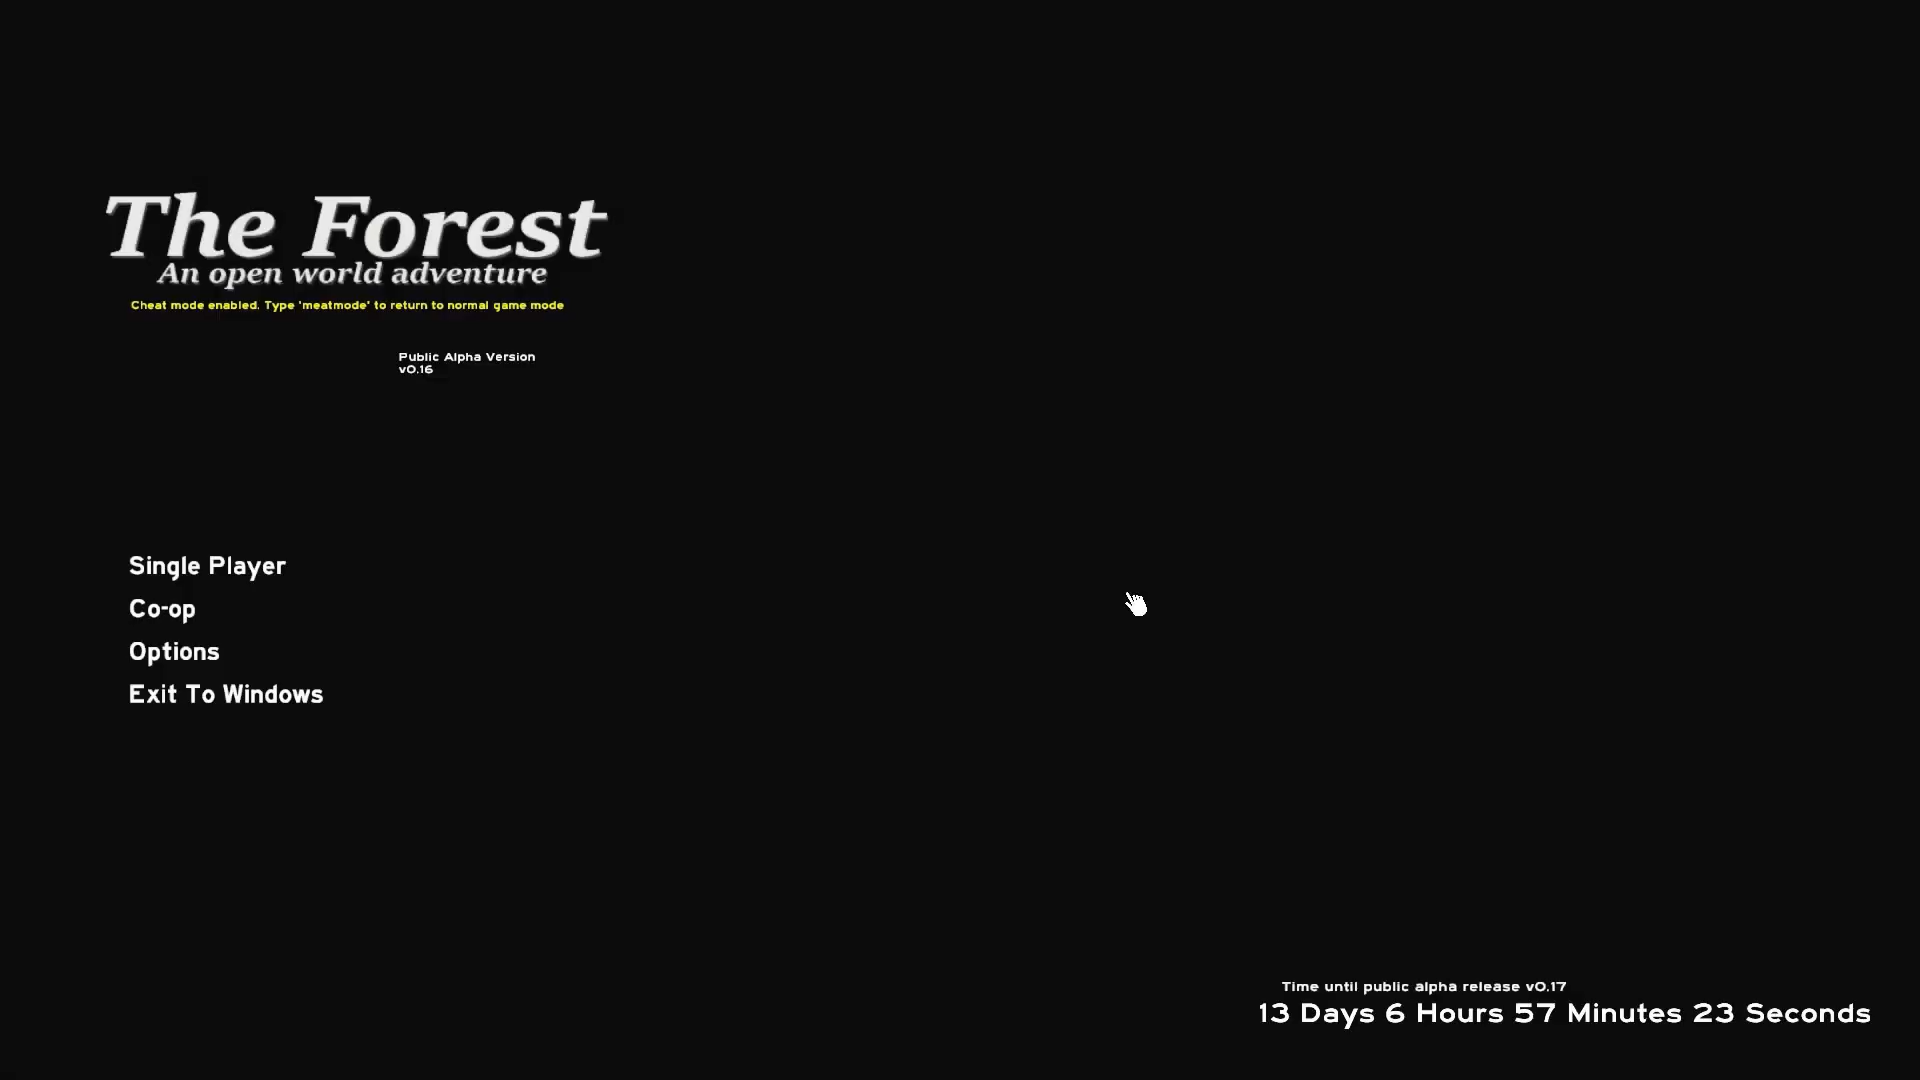 The Forest
An open world adventure
Cheat mode enabled. Type 'meatmode' to return to normal game mode
Public Alpha Version
v0.16
Single Player
Co-op
Options
Exit To Windows
Time until public alpha release v0.17
13 Days 6 Hours 57 Minutes 23 Seconds